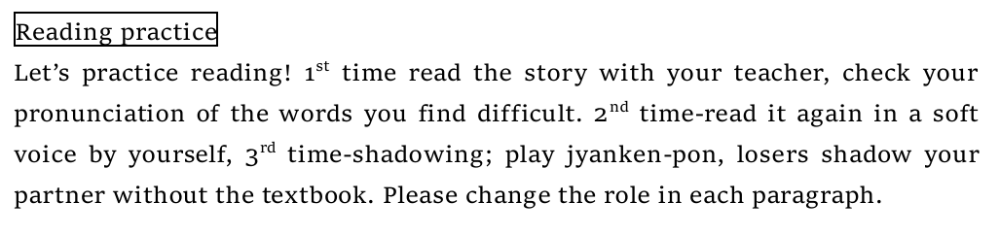 Reading practice
Let’s practice reading! 1st time read the story with your teacher, check your
pronunciation of the words you find difficult. 2nd time-read it again in a soft
voice by yourself, 3rd time-shadowing; play jyanken-pon, losers shadow your
partner without the textbook. Please change the role in each paragraph.